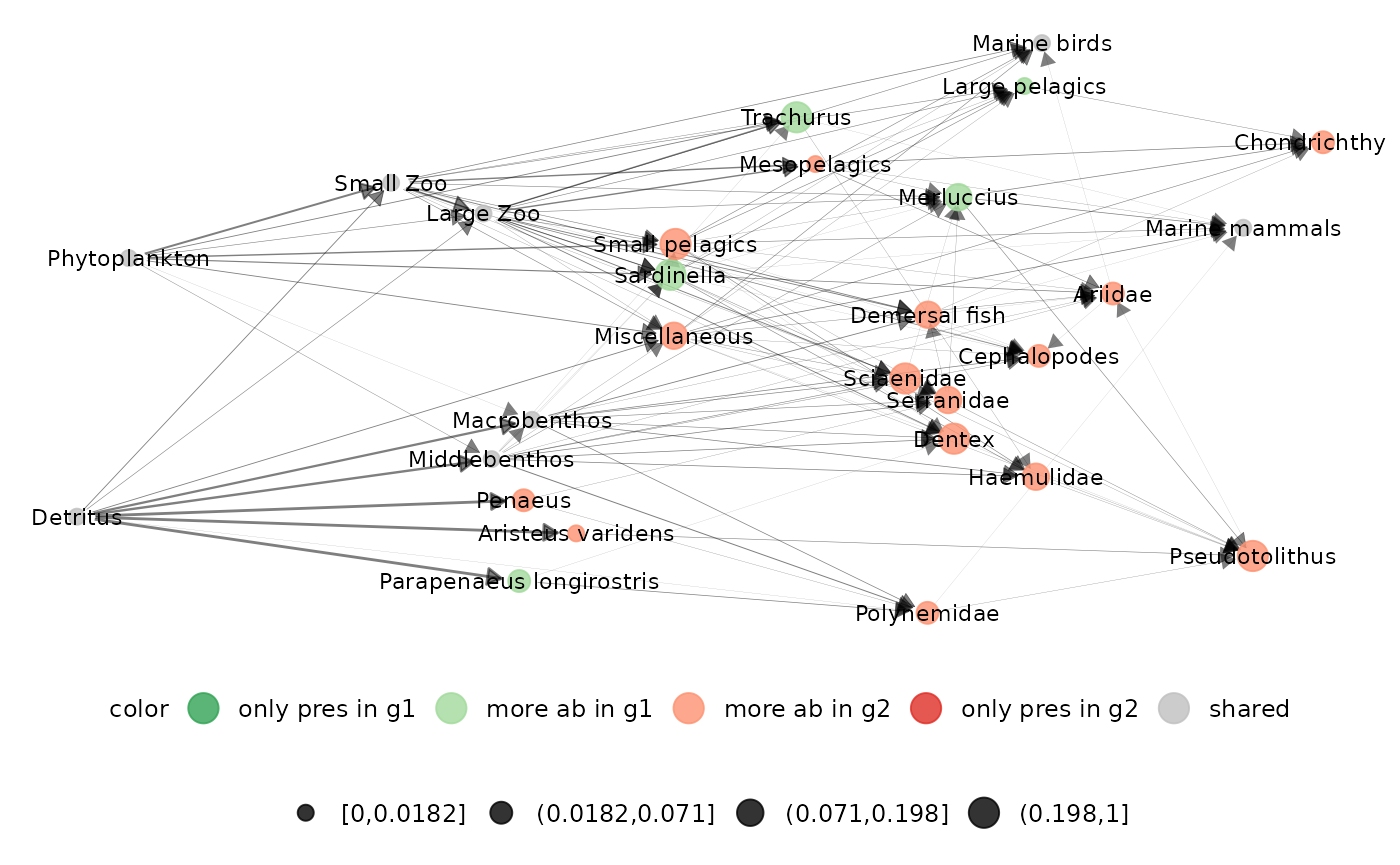 Marine birds
Large pelagics
Trachurus
Chondrichthy
Mesopelagics
Small Zoo
Merluccius
Large Zoo
Marine mammals
Small pelagics
Phytoplankton
Sardinella
Ariidae
Demersal fish
Miscellaneous
Cephalopodes
Sciaenidae
Serranidae
Macrobenthos
Dentex
Middlebenthos
Haemulidae
Penaeus
Detritus
Aristeus varidens
Pseudotolithus
Parapenaeus longirostris
Polynemidae
color only pres in g1 more ab in g1 more ab in g2 only pres in g2 shared
[0,0.0182] (0.0182,0.071] (0.071,0.198] (0.198,1]